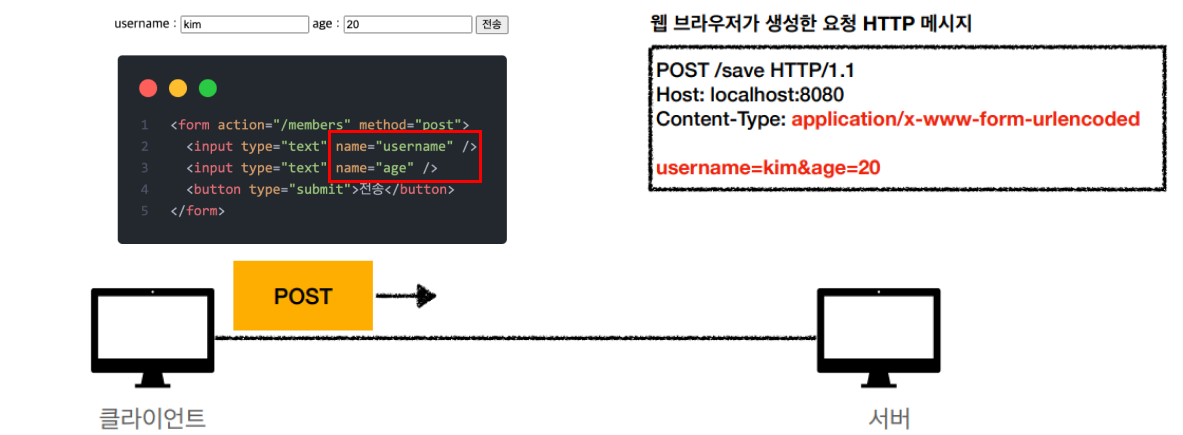 username : kim age : 20 전송
1 <form action="/members" method="post">
2 <input type="text" name="username" />
3 <input type="text" name="age" />
4 <button type="submit">전송</button>
5 </form>
웹 브라우저가 생성한 요청 HTTP 메시지
POST /save HTTP/1.1
Host: localhost:8080
Content-Type: application/x-www-form-urlencoded
username=kim&age=20
POST
클라이언트
서버